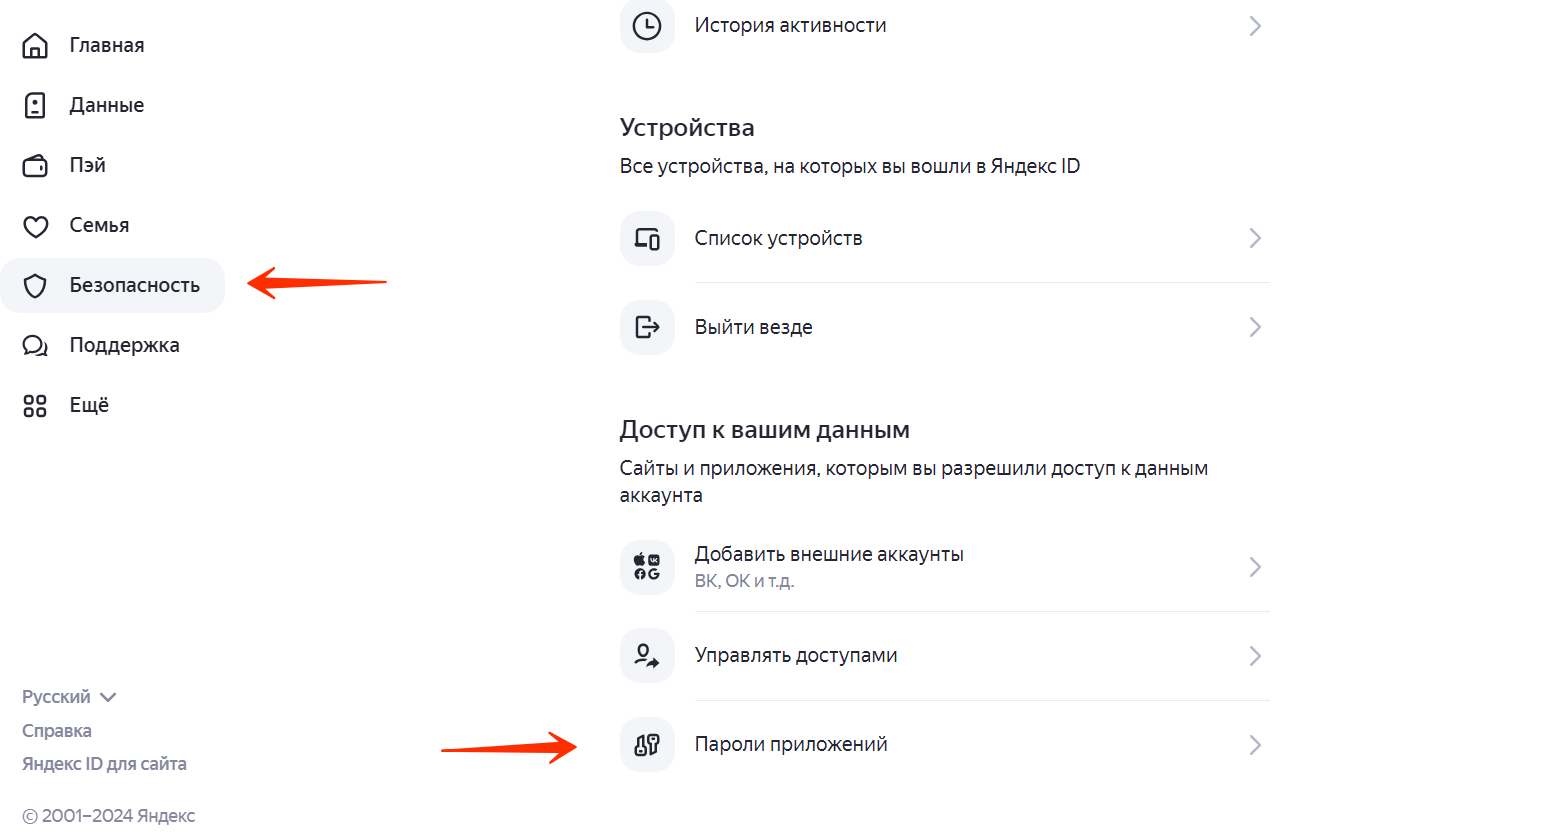 Главная
Данные
Пэй
Семья
Безопасность
Поддержка
Ещё
Русский
Справка
Яндекс ID для сайта
© 2001–2024 Яндекс
История активности
Устройства
Все устройства, на которых вы вошли в Яндекс ID
Список устройств
Выйти везде
Доступ к вашим данным
Сайты и приложения, которым вы разрешили доступ к данным
аккаунта
Добавить внешние аккаунты
ВК, ОК и т.д.
Управлять доступами
Пароли приложений